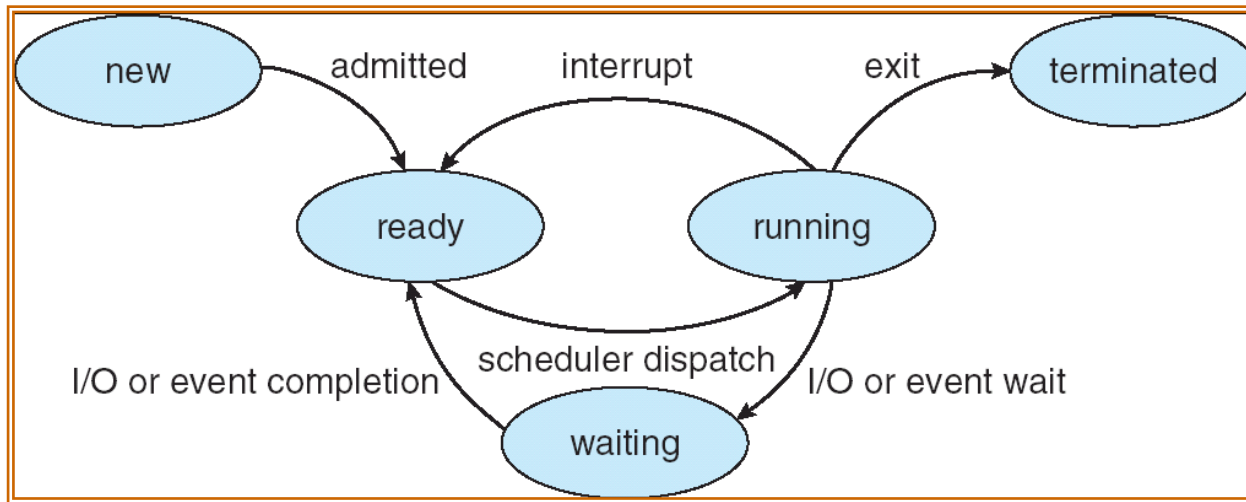 new
admitted
interrupt
exit
terminated
ready
running
I/O or event completion
scheduler dispatch
I/O or event wait
waiting